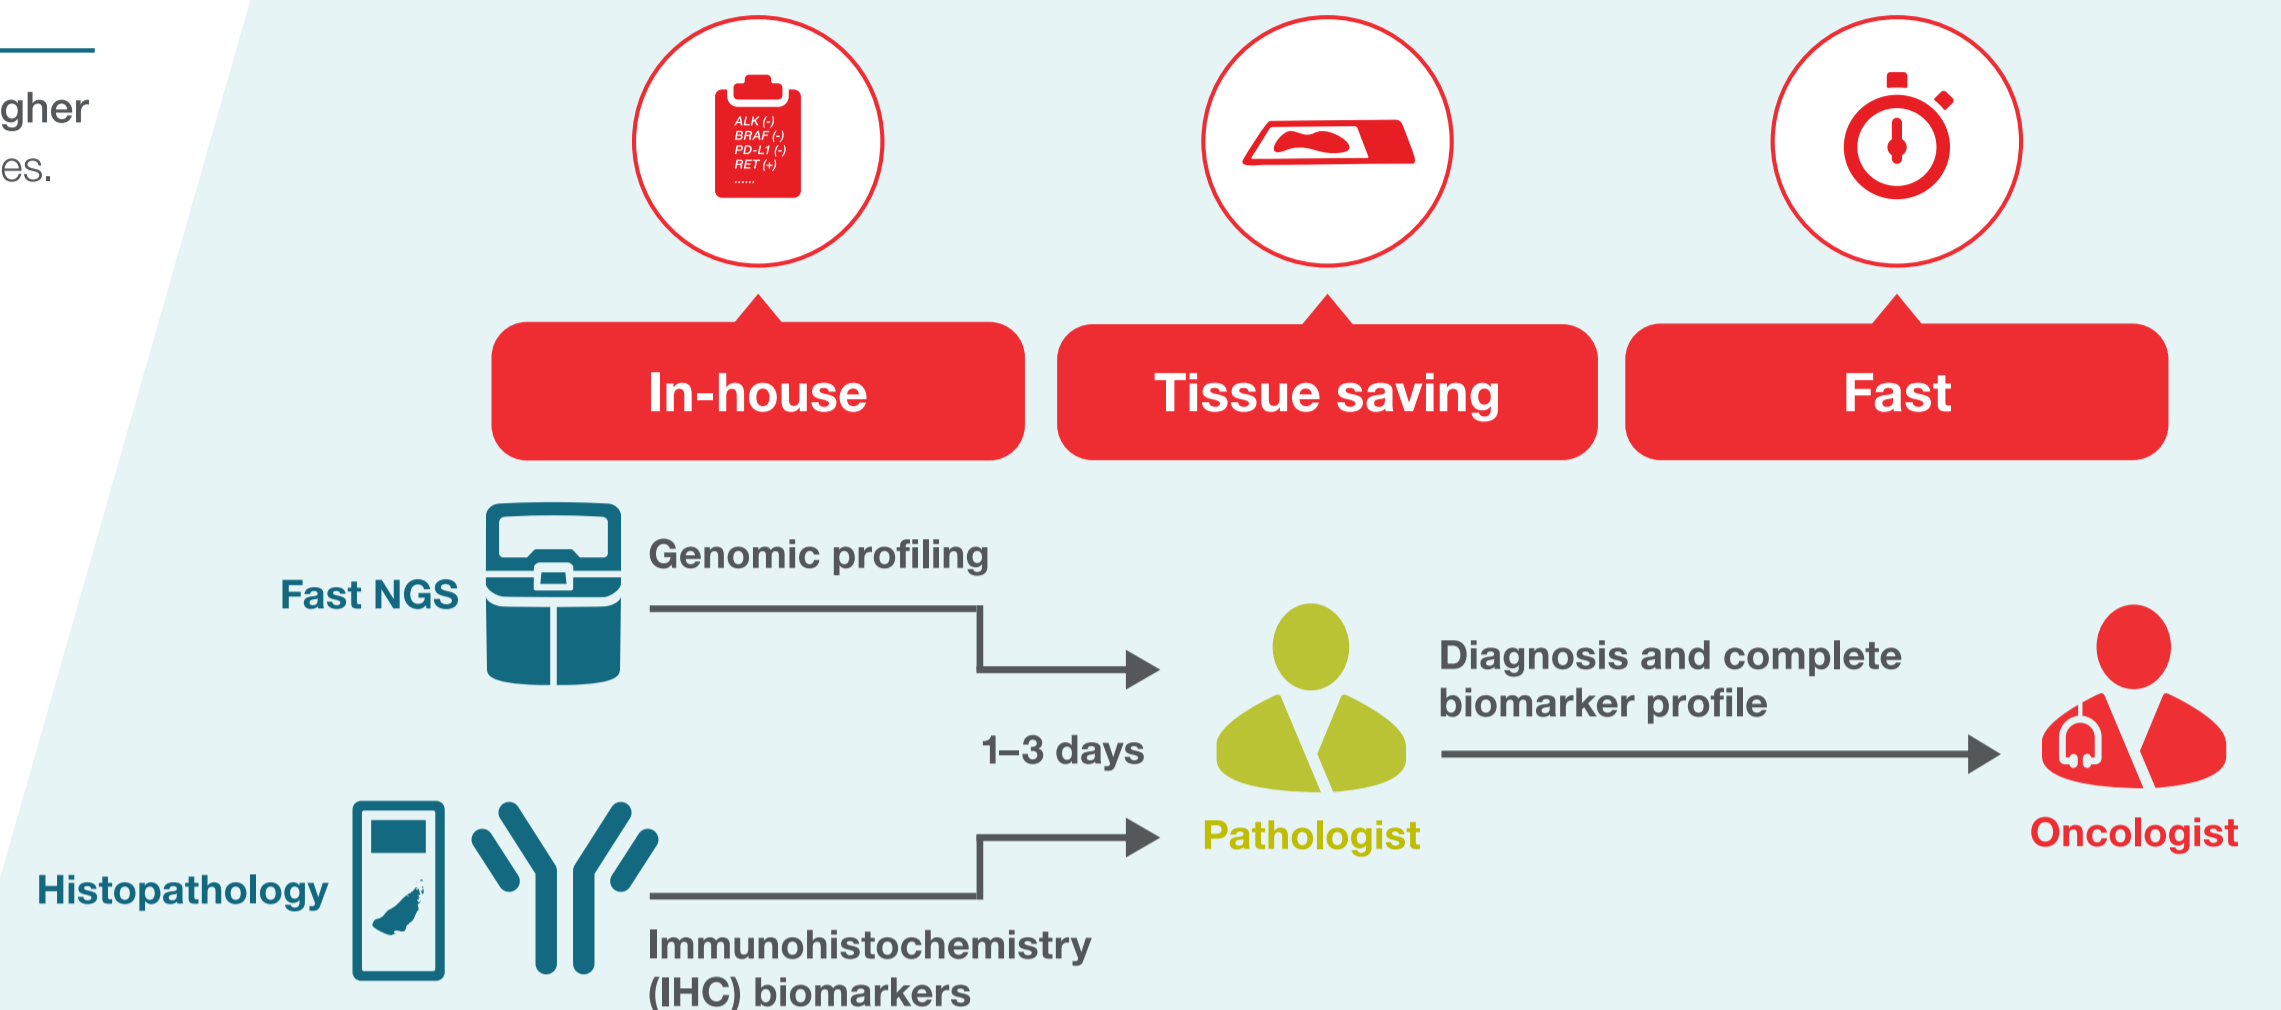 gher
es.
ALK (-)
BRAF (-)
PD-L1 (-)
RET (+)
......
In-house
Tissue saving
Fast
Fast NGS
Genomic profiling
1–3 days
Histopathology
Immunohistochemistry
(IHC) biomarkers
Pathologist
Diagnosis and complete
biomarker profile
Oncologist